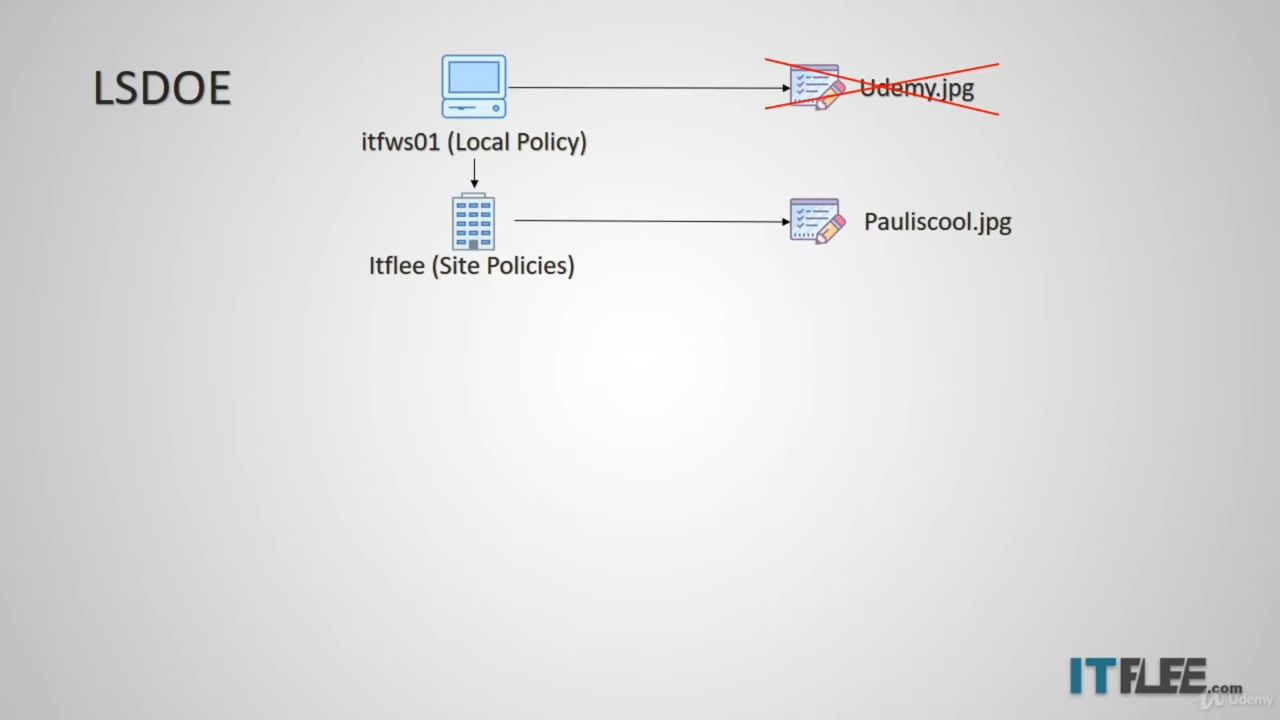 LSDOE
Udemy.jpg
itfws01 (Local Policy)
Pauliscool.jpg
Itflee (Site Policies)
ITFLEE.com
Udemy